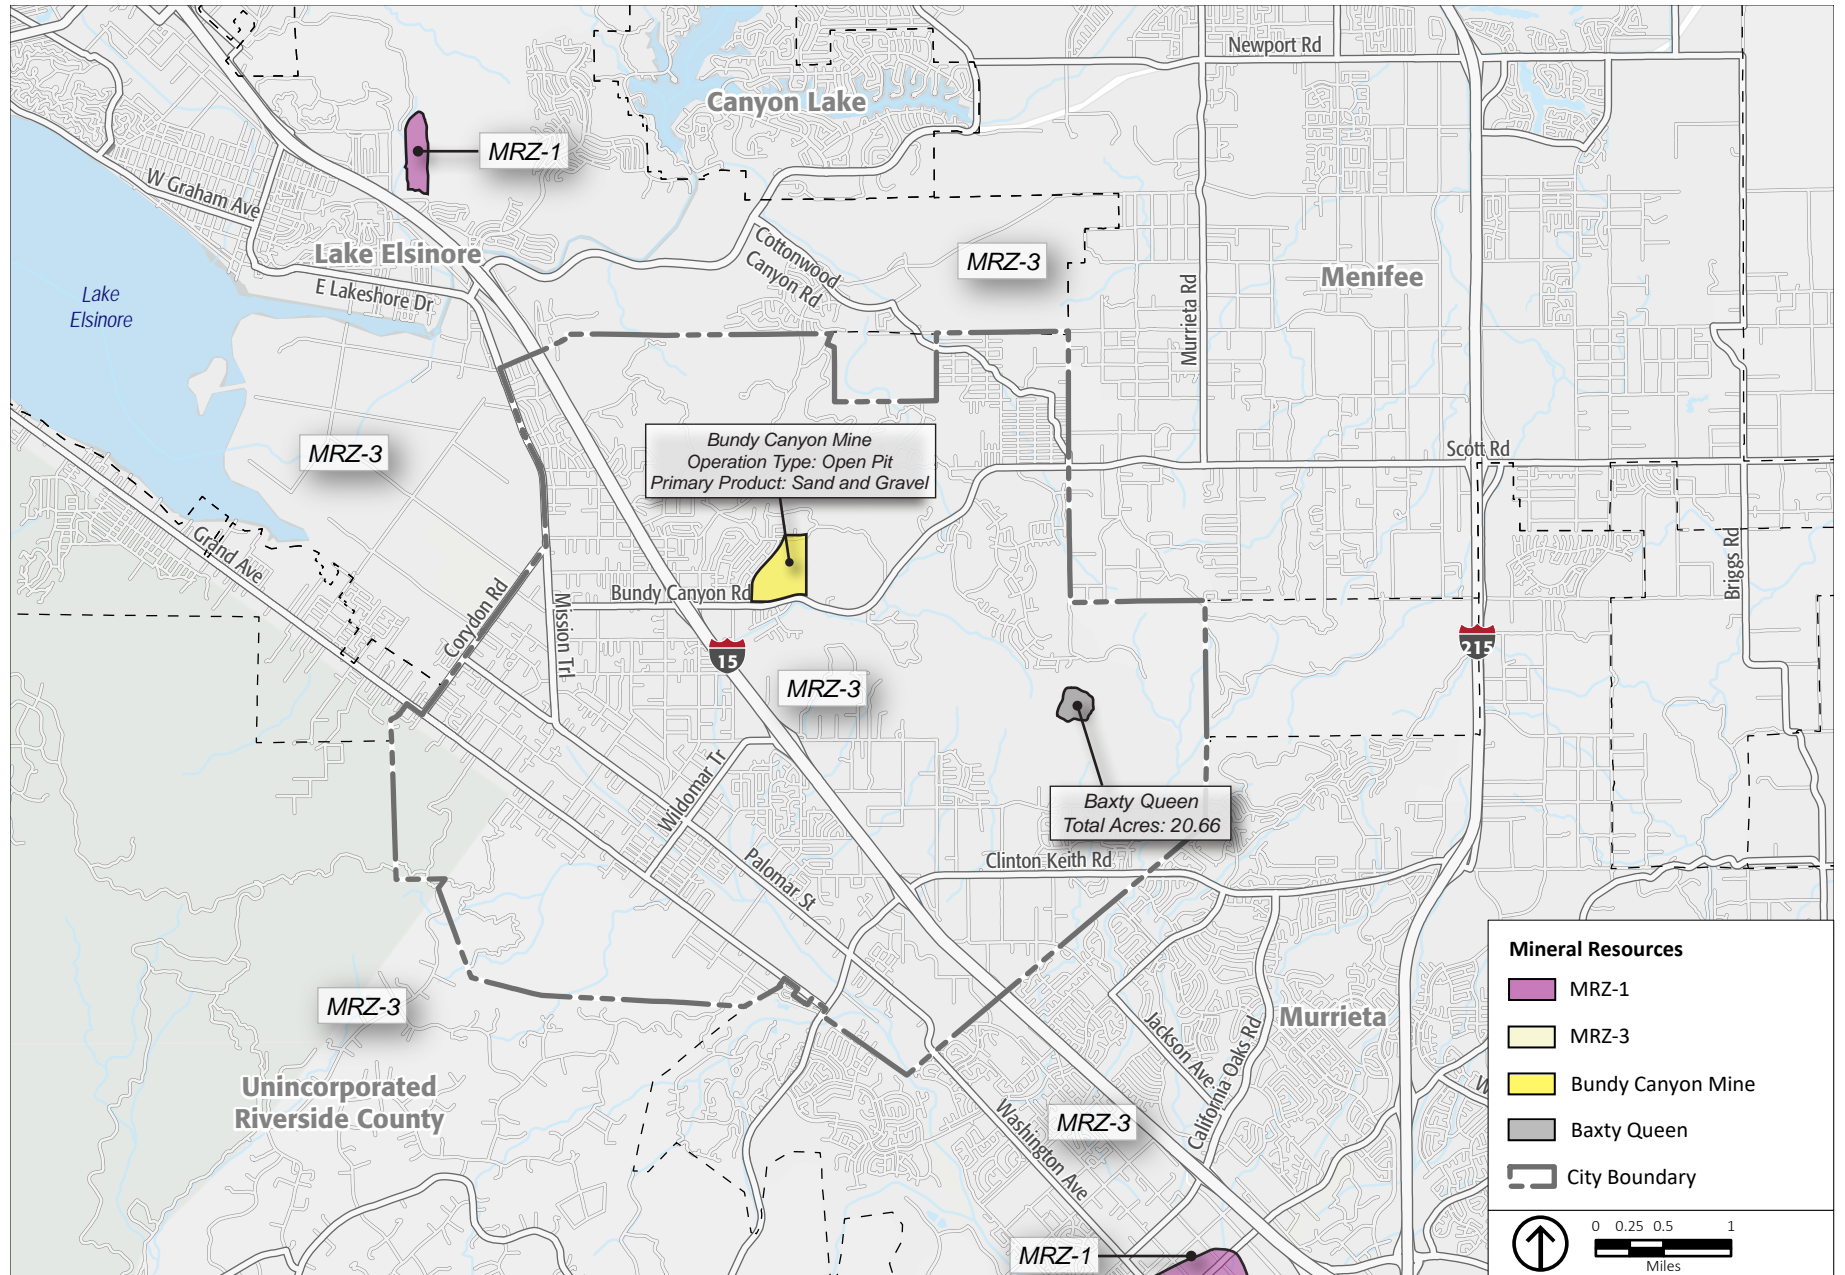 Newport Rd
Canyon Lake
MRZ-1
W Graham Ave
Lake Elsinore
Cottonwood
Canyon Rd
MRZ-3
Menifee
Lake
Elsinore
E Lakeshore Dr
Murrieta Rd
Bundy Canyon Mine
Operation Type: Open Pit
Primary Product: Sand and Gravel
MRZ-3
Scott Rd
Grand Ave
Corydon Rd
Mission Trl
Bundy Canyon Rd
Briggs Rd
15
215
MRZ-3
Wildomar Tr
Baxty Queen
Total Acres: 20.66
Palomar St
Clinton Keith Rd
MRZ-3
Unincorporated
Riverside County
Murrieta
Jackson Ave
California Oaks Rd
MRZ-3
Washington Ave
MRZ-1
Mineral Resources
MRZ-1
MRZ-3
Bundy Canyon Mine
Baxty Queen
City Boundary
0 0.25 0.5 1
Miles